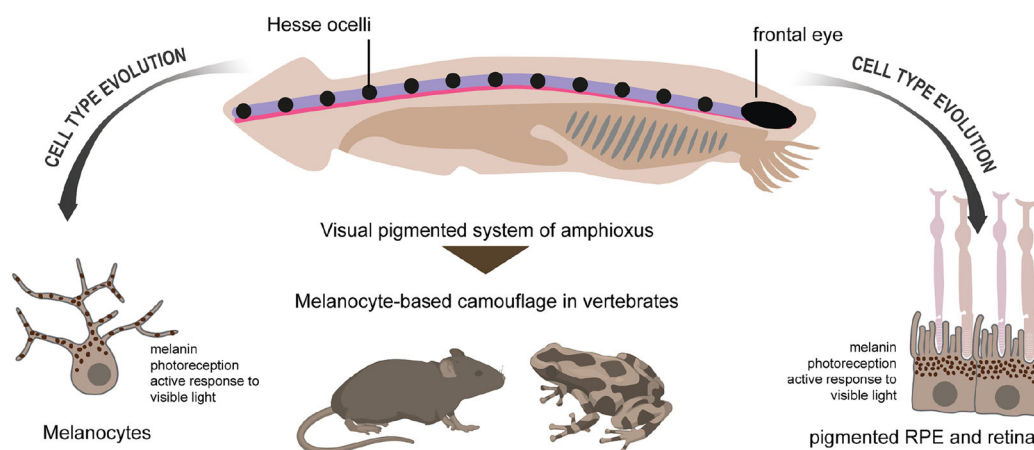 Hesse ocelli
frontal eye
CELL TYPE EVOLUTION
CELL TYPE EVOLUTION
Visual pigmented system of amphioxus
Melanocyte-based camouflage in vertebrates
melanin
photoreception
active response to
visible light
Melanocytes
melanin
photoreception
active response to
visible light
pigmented RPE and retina